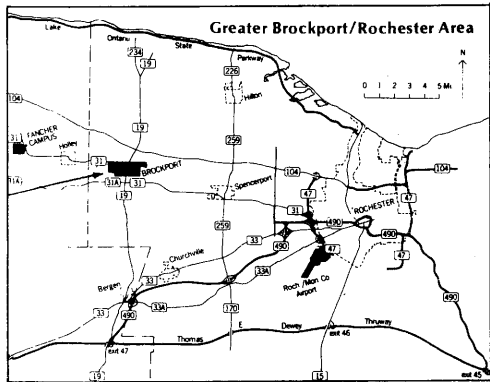 Greater Brockport/Rochester Area
Lake Ontario State Parkway
N
0 1 2 3 4 5 Mi
19
234
226
Hilton
104
19
259
31
FANCHER CAMPUS
Holley
31
BROCKPORT
104
104
31A
31A
31
Spencerport
47
19
31
ROCHESTER
47
259
490
33
490
Churchville
33
47
47
Bergen
33
33A
Roch/Mon Co Airport
33
33A
490
490
170
Thomas E Dewey Thruway
exit 46
exit 47
19
15
exit 45